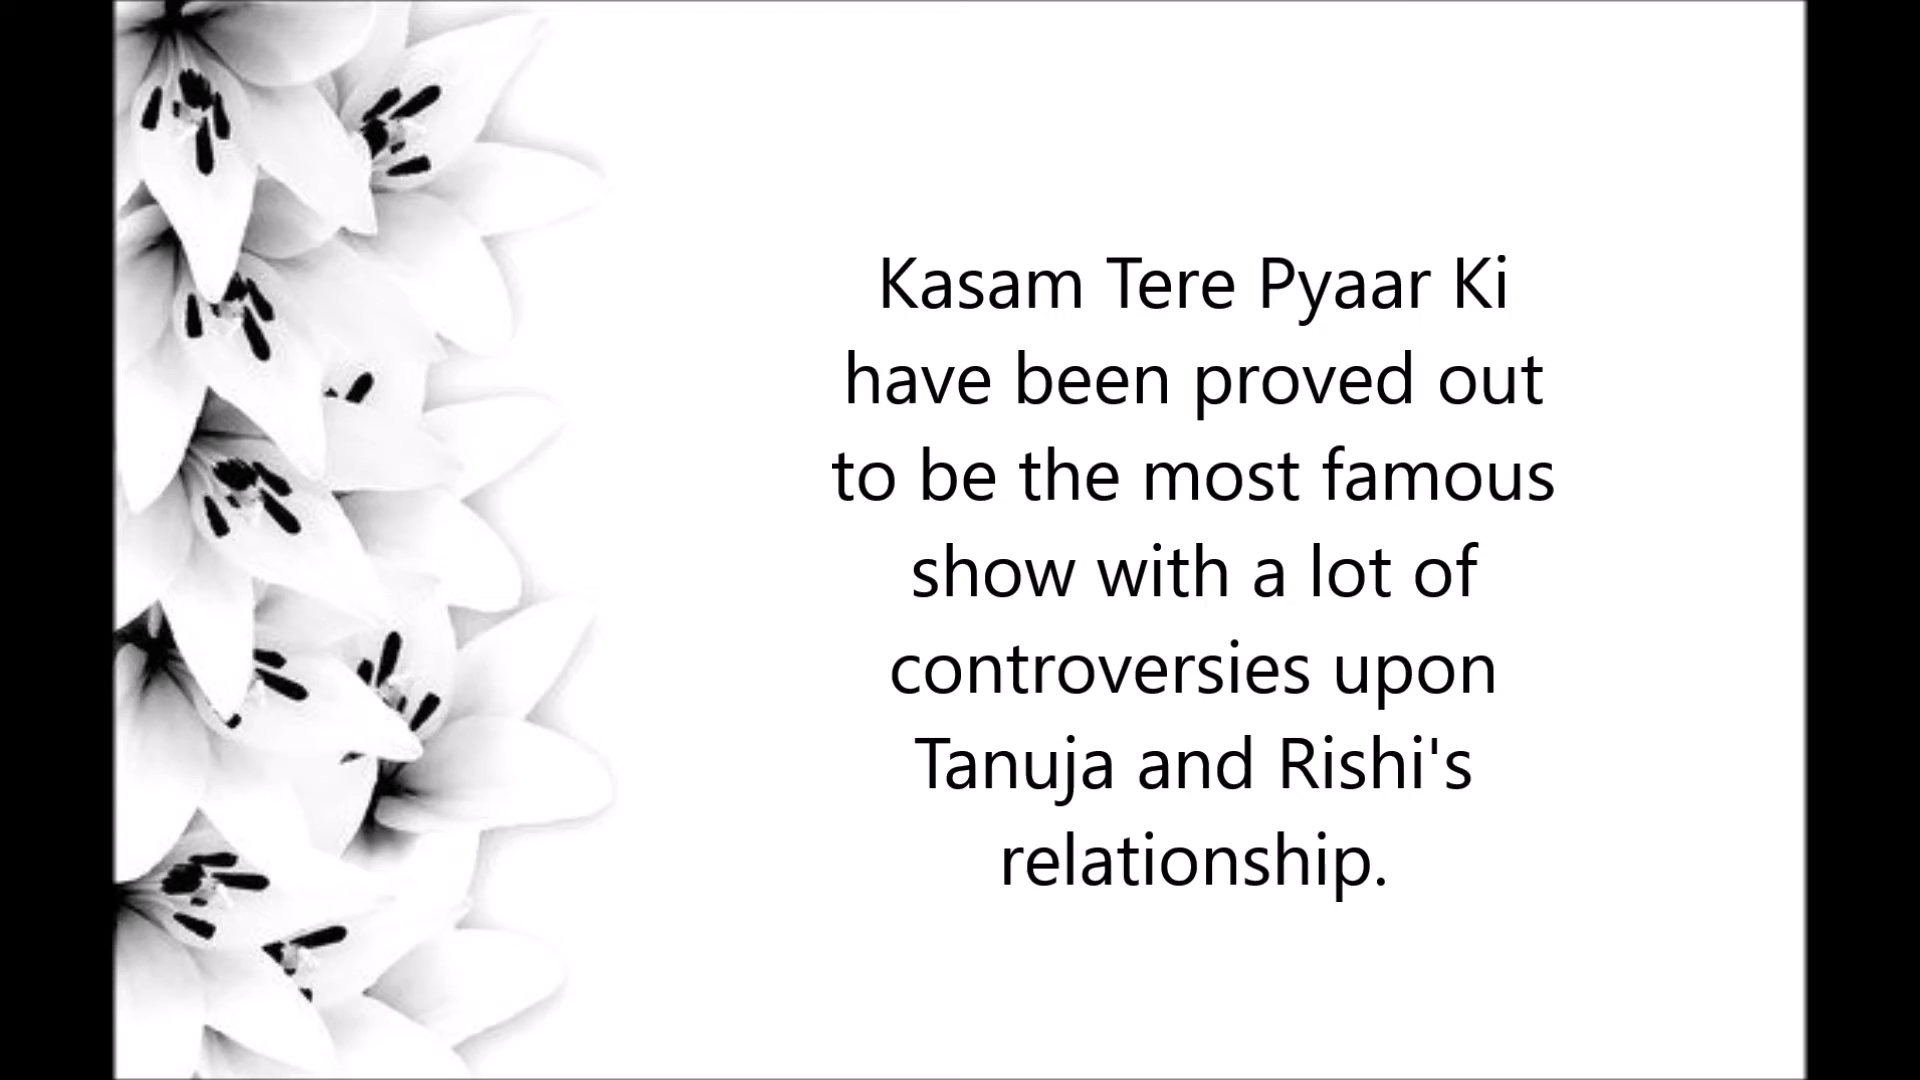 Kasam Tere Pyaar Ki
have been proved out
to be the most famous
show with a lot of
controversies upon
Tanuja and Rishi's
relationship.